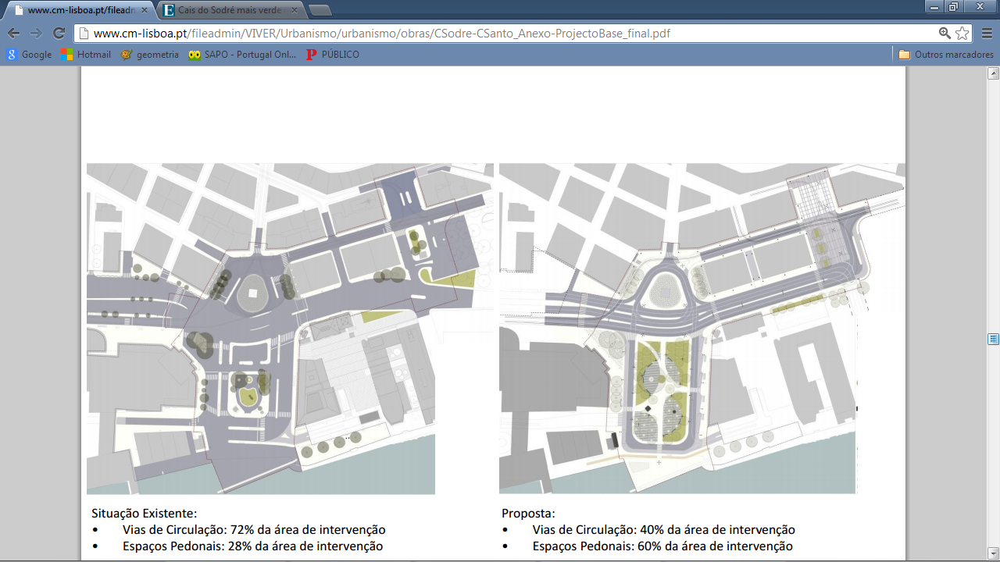 www.cm-lisboa.pt/fileadm
Cais do Sodré mais verde
www.cm-lisboa.pt/fileadmin/VIVER/Urbanismo/urbanismo/obras/CSodre-CSanto_Anexo-ProjectoBase_final.pdf
Google
Hotmail
geometria
SAPO - Portugal Onl...
PÚBLICO
Outros marcadores
Situação Existente:
• Vias de Circulação: 72% da área de intervenção
• Espaços Pedonais: 28% da área de intervenção
Proposta:
• Vias de Circulação: 40% da área de intervenção
• Espaços Pedonais: 60% da área de intervenção